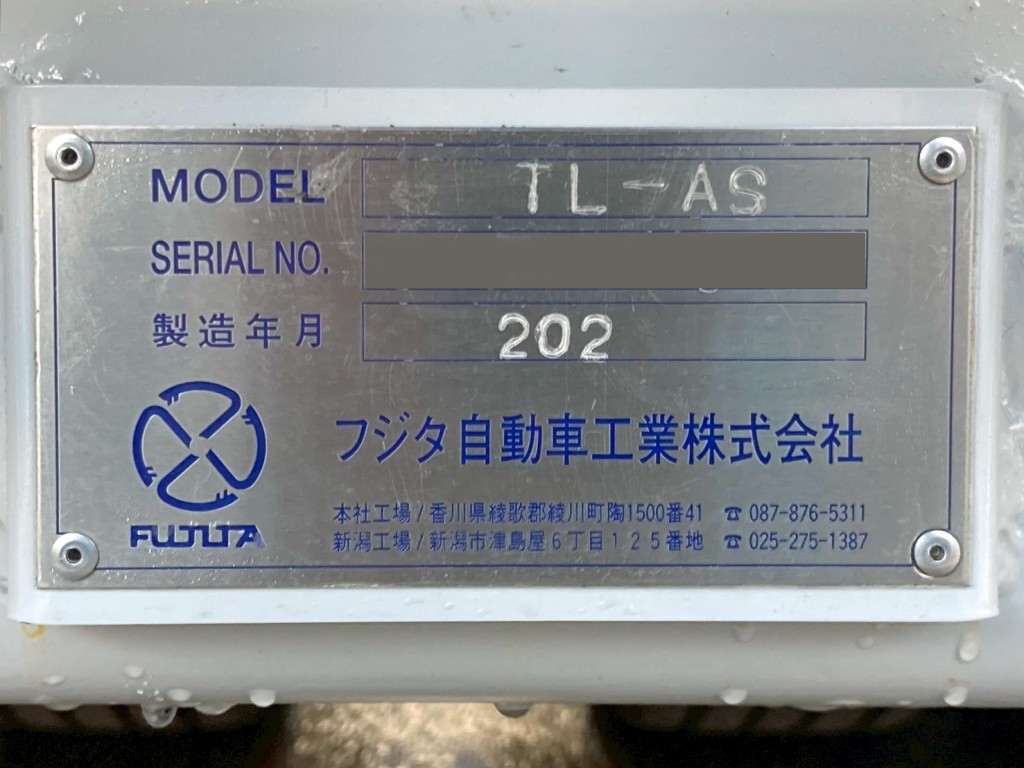 MODEL TL-AS
SERIAL NO.
製造年月 202
フジタ自動車工業株式会社
FUJITA
本社工場/香川県綾歌郡綾川町陶1500番41 ☎ 087-876-5311
新潟工場/新潟市津島屋6丁目125番地 ☎ 025-275-1387